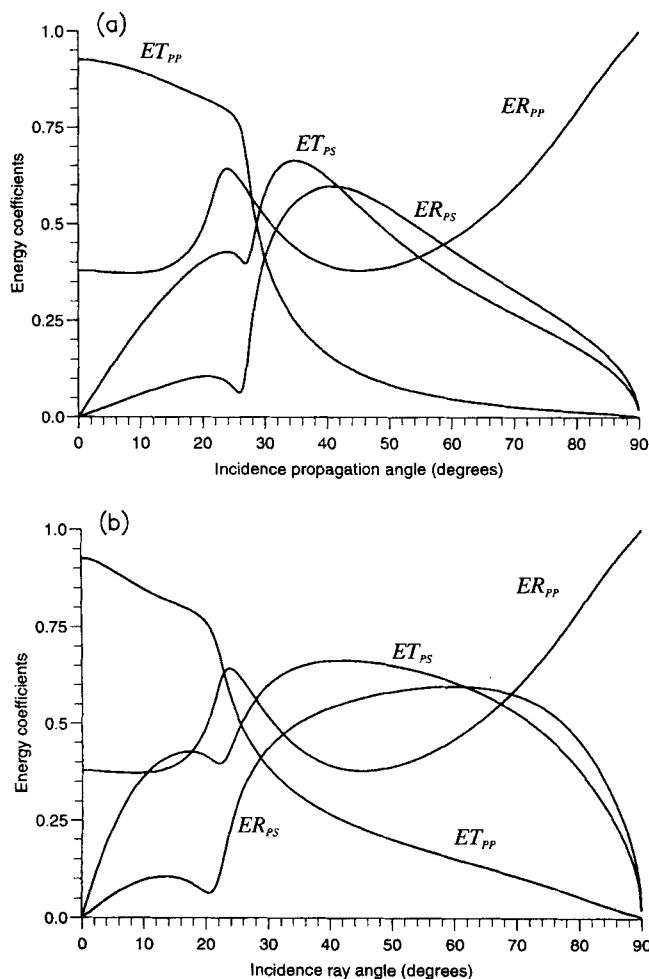 (a)
1.0
0.75
0.5
0.25
0.0
Energy coefficients
ET_PP
ET_PS
ER_PS
ER_PP
0 10 20 30 40 50 60 70 80 90
Incidence propagation angle (degrees)
(b)
1.0
0.75
0.5
0.25
0.0
Energy coefficients
ER_PP
ET_PS
ER_PS
ET_PP
0 10 20 30 40 50 60 70 80 90
Incidence ray angle (degrees)